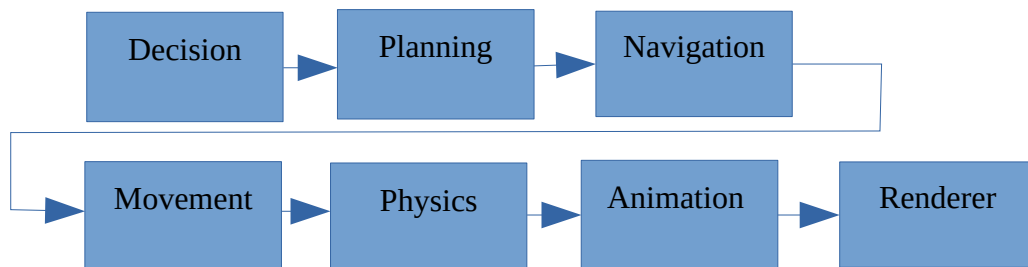 Decision
Planning
Navigation
Movement
Physics
Animation
Renderer